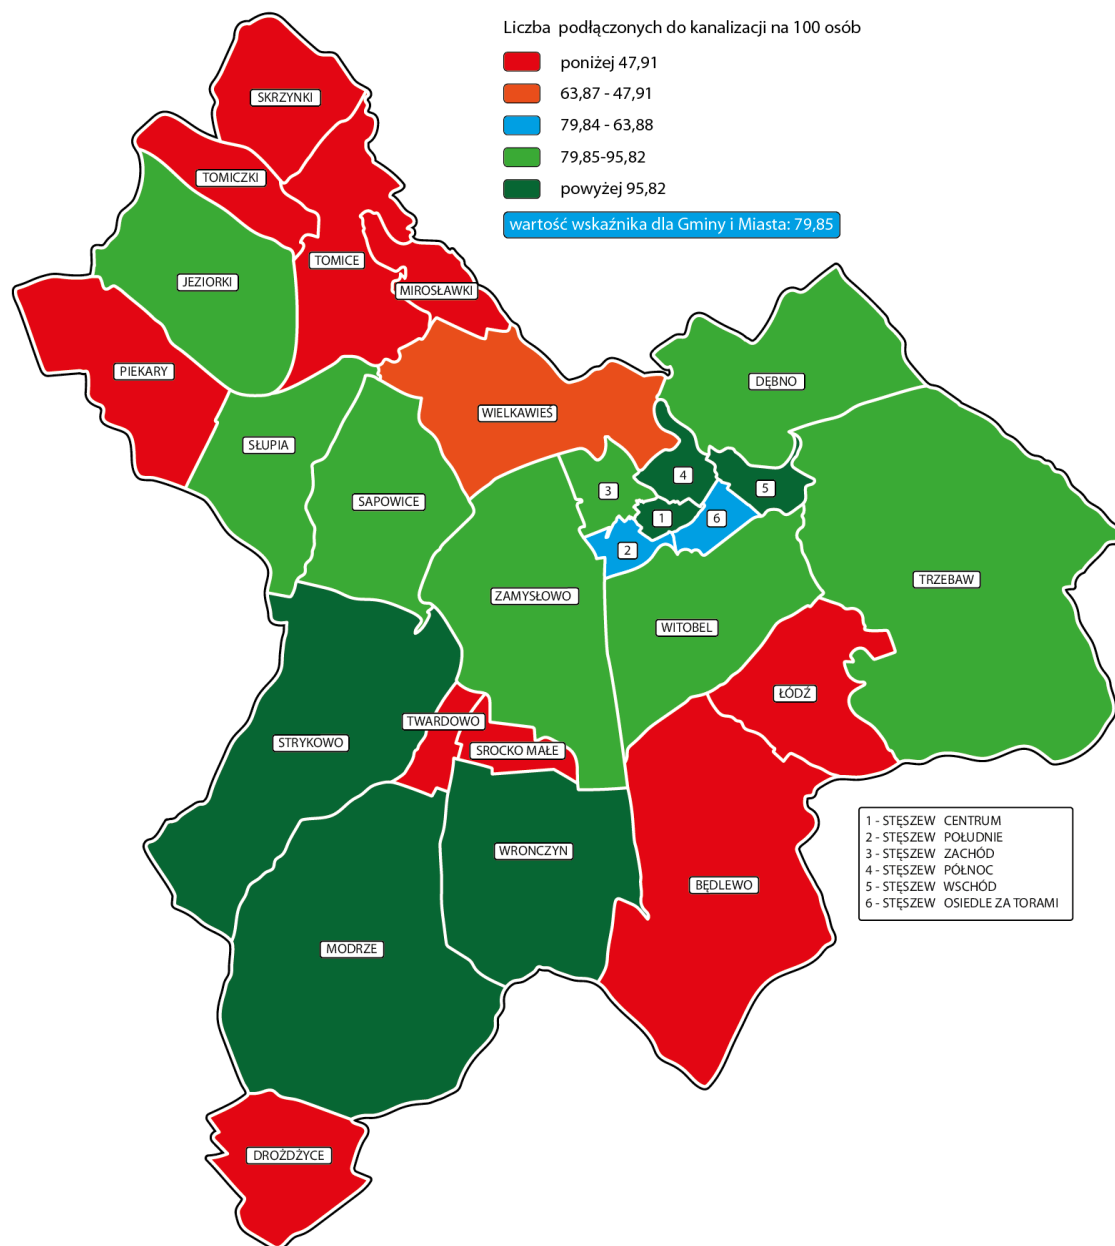 Liczba podłączonych do kanalizacji na 100 osób
poniżej 47,91
63,87 - 47,91
79,84 - 63,88
79,85-95,82
powyżej 95,82
wartość wskaźnika dla Gminy i Miasta: 79,85
SKRZYNKI
TOMICZKI
TOMICE
JEZIORKI
MIROSŁAWKI
PIEKARY
DĘBNO
WIELKAWIEŚ
SŁUPIA
4
5
3
SAPOWICE
1
6
2
TRZEBAW
ZAMYSŁOWO
WITOBEL
ŁÓDŹ
TWARDOWO
STRYKOWO
SROCKO MAŁE
WRONCZYN
BĘDLEWO
MODRZE
DROŻDŻYCE
1 - STĘSZEW CENTRUM
2 - STĘSZEW POŁUDNIE
3 - STĘSZEW ZACHÓD
4 - STĘSZEW PÓŁNOC
5 - STĘSZEW WSCHÓD
6 - STĘSZEW OSIEDLE ZA TORAMI